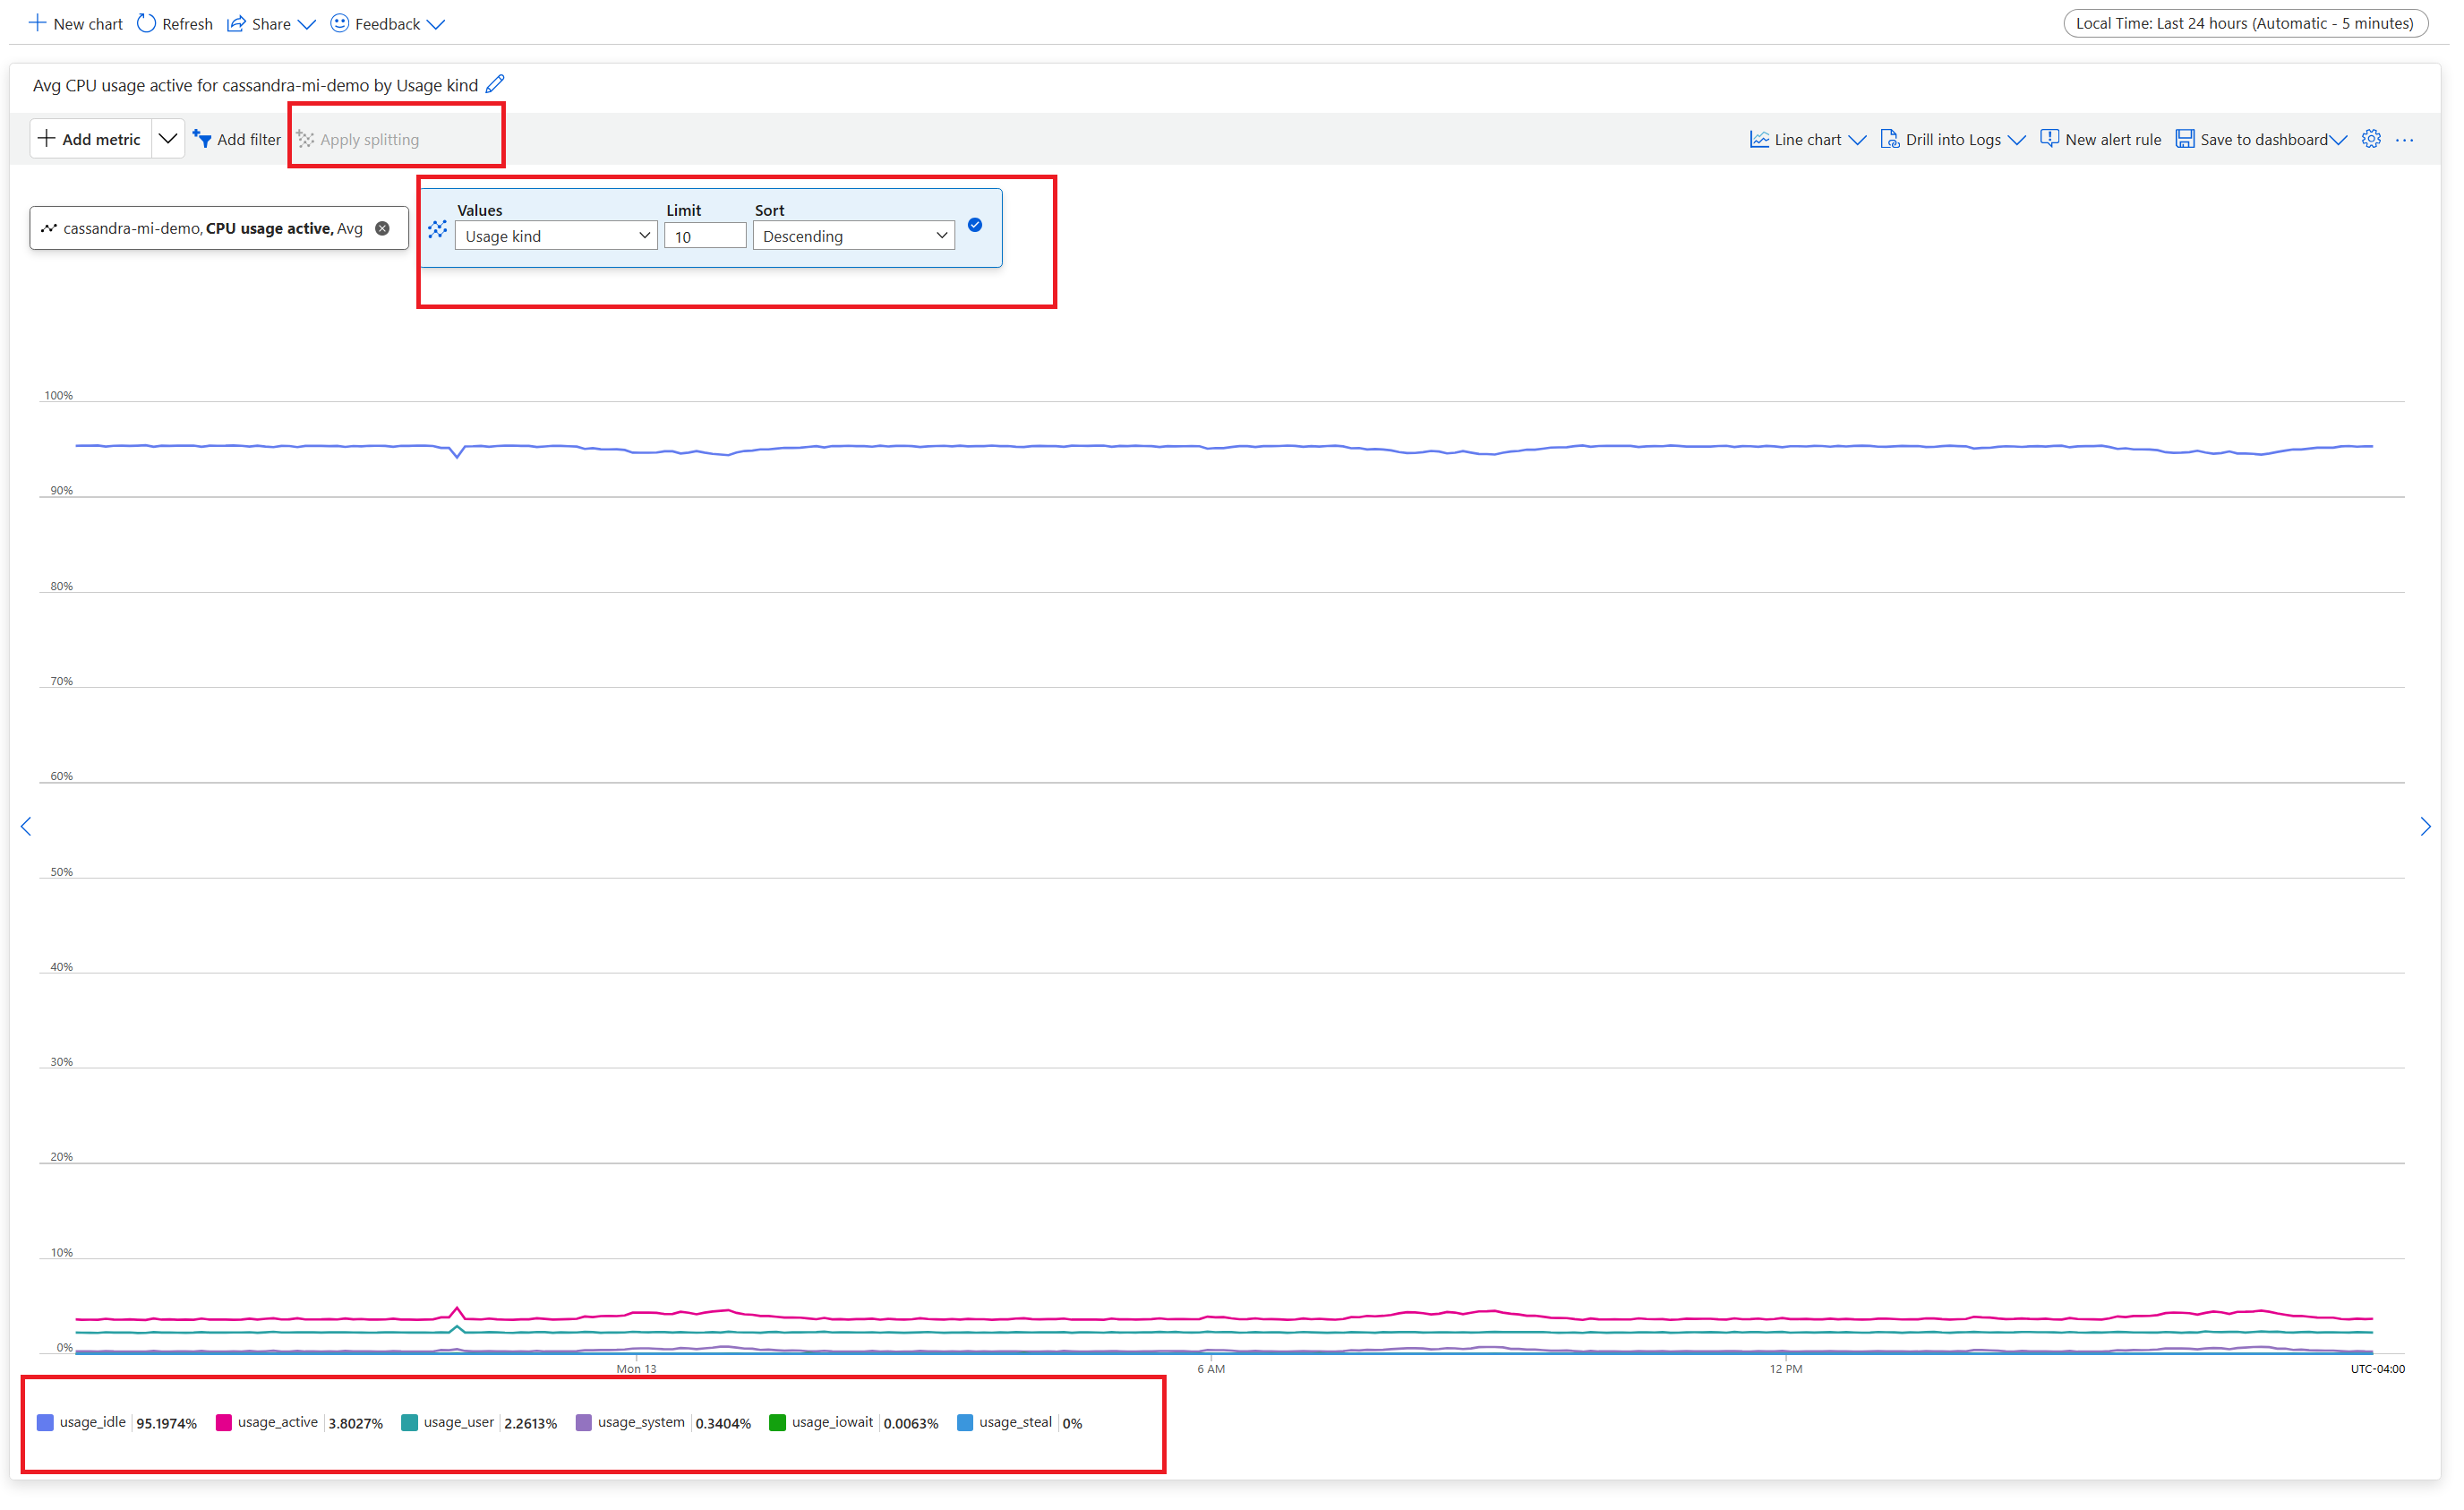 New chart Refresh Share Feedback Local Time: Last 24 hours (Automatic - 5 minutes)
Avg CPU usage active for cassandra-mi-demo by Usage kind
Add metric Add filter Apply splitting Line chart Drill into Logs New alert rule Save to dashboard ...
Values Limit Sort
cassandra-mi-demo, CPU usage active, Avg Usage kind 10 Descending
100%
90%
80%
70%
60%
50%
40%
30%
20%
10%
0%
Mon 13 6 AM 12 PM UTC-04:00
usage_idle 95.1974% usage_active 3.8027% usage_user 2.2613% usage_system 0.3404% usage_iowait 0.0063% usage_steal 0%